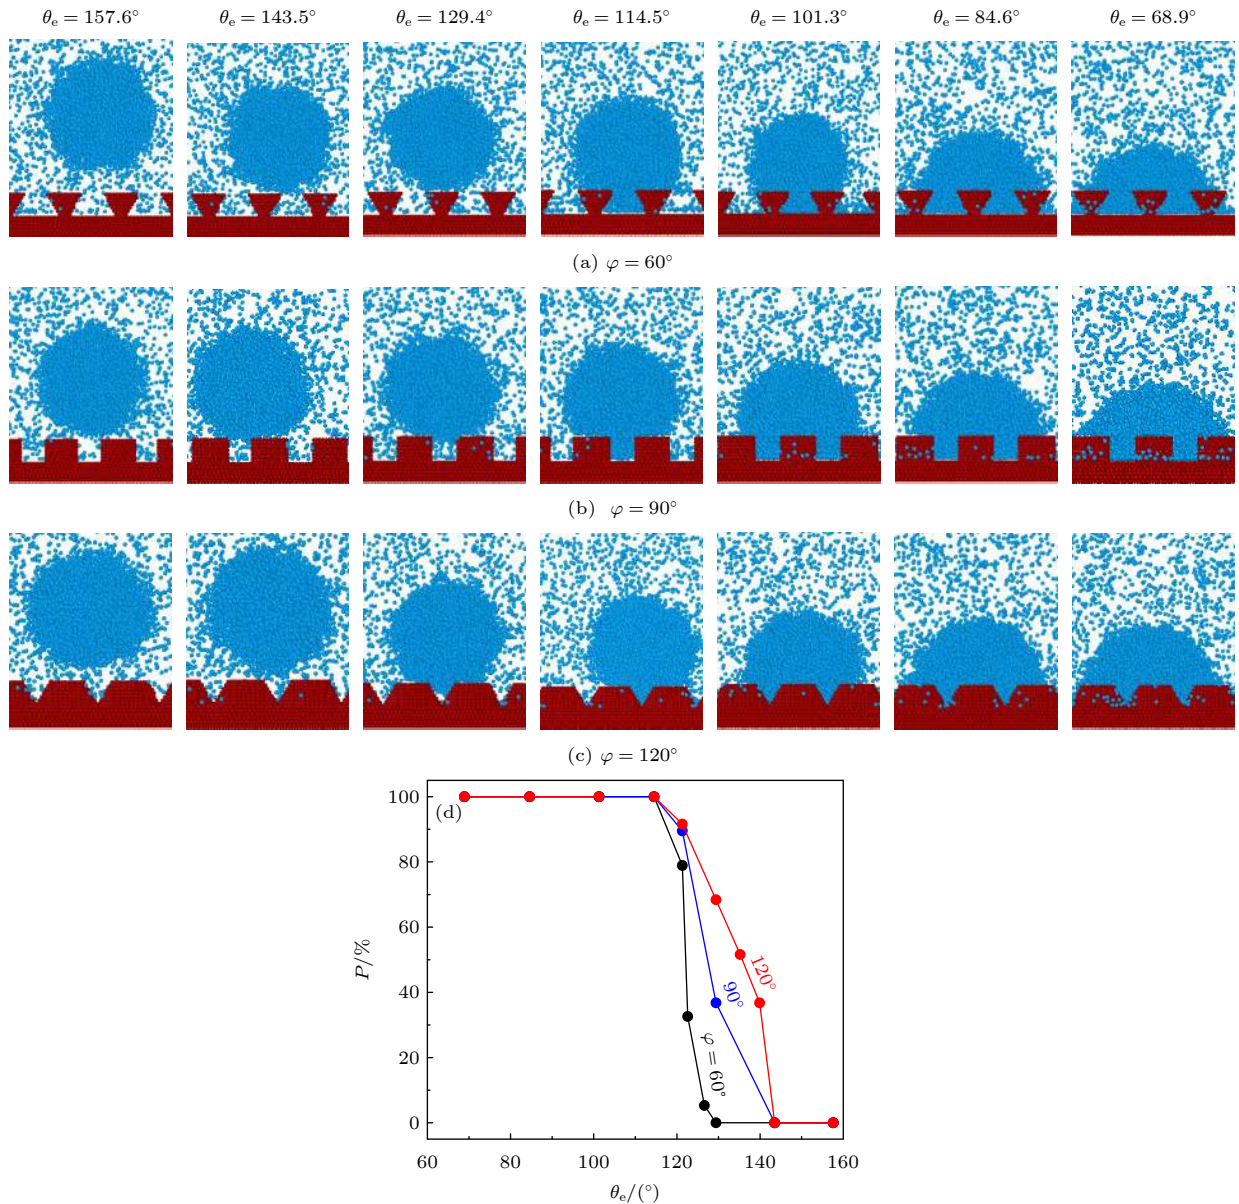 θe = 157.6° θe = 143.5° θe = 129.4° θe = 114.5° θe = 101.3° θe = 84.6° θe = 68.9°
(a) φ = 60°
(b) φ = 90°
(c) φ = 120°
(d)
100
80
60
40
20
0
P/%
120°
90°
φ = 60°
60 80 100 120 140 160
θe/(°)